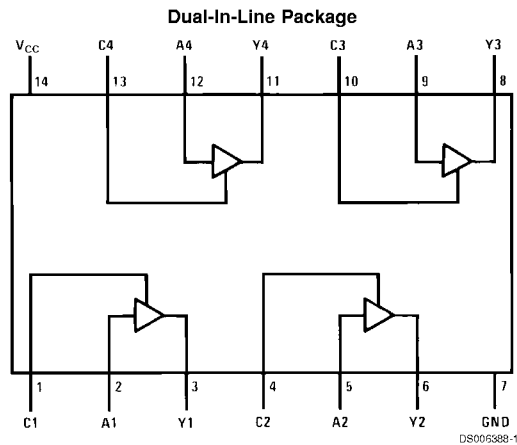 Dual-In-Line Package
VCC C4 A4 Y4 C3 A3 Y3
14 13 12 11 10 9 8
1 2 3 4 5 6 7
C1 A1 Y1 C2 A2 Y2 GND
DS006388-1